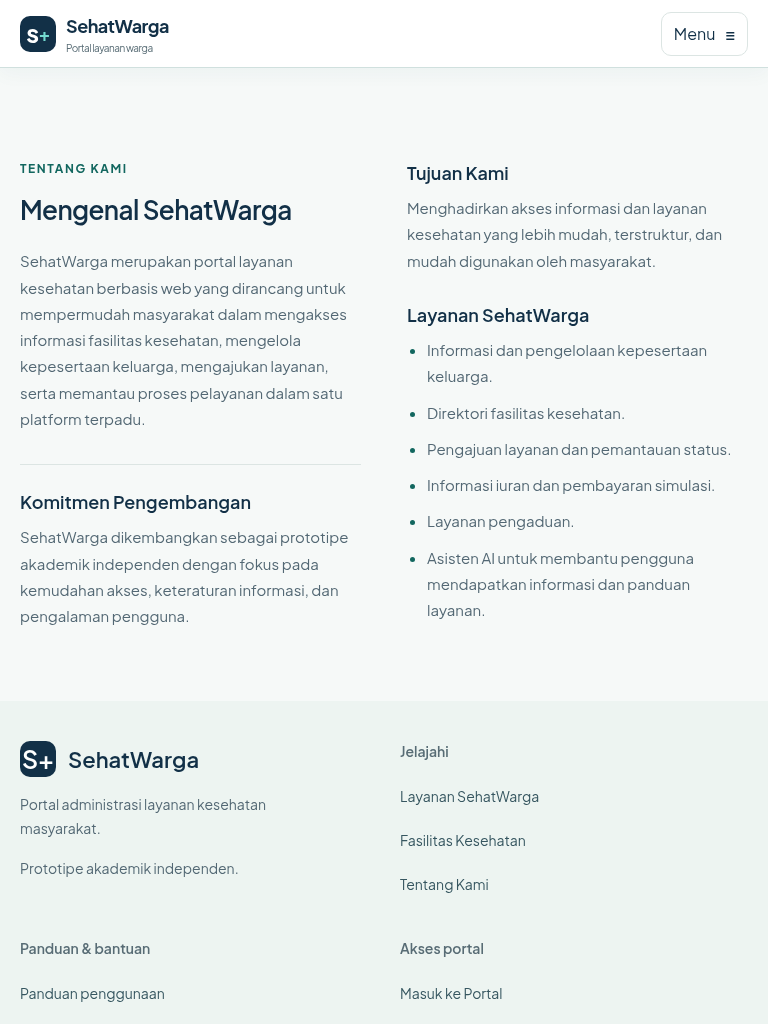 S+
SehatWarga
Portal layanan warga
Menu ≡
TENTANG KAMI
Mengenal SehatWarga
SehatWarga merupakan portal layanan
kesehatan berbasis web yang dirancang untuk
mempermudah masyarakat dalam mengakses
informasi fasilitas kesehatan, mengelola
kepesertaan keluarga, mengajukan layanan,
serta memantau proses pelayanan dalam satu
platform terpadu.
Komitmen Pengembangan
SehatWarga dikembangkan sebagai prototipe
akademik independen dengan fokus pada
kemudahan akses, keteraturan informasi, dan
pengalaman pengguna.
Tujuan Kami
Menghadirkan akses informasi dan layanan
kesehatan yang lebih mudah, terstruktur, dan
mudah digunakan oleh masyarakat.
Layanan SehatWarga
• Informasi dan pengelolaan kepesertaan
keluarga.
• Direktori fasilitas kesehatan.
• Pengajuan layanan dan pemantauan status.
• Informasi iuran dan pembayaran simulasi.
• Layanan pengaduan.
• Asisten AI untuk membantu pengguna
mendapatkan informasi dan panduan
layanan.
S+
SehatWarga
Portal administrasi layanan kesehatan
masyarakat.
Prototipe akademik independen.
Jelajahi
Layanan SehatWarga
Fasilitas Kesehatan
Tentang Kami
Panduan & bantuan
Panduan penggunaan
Akses portal
Masuk ke Portal